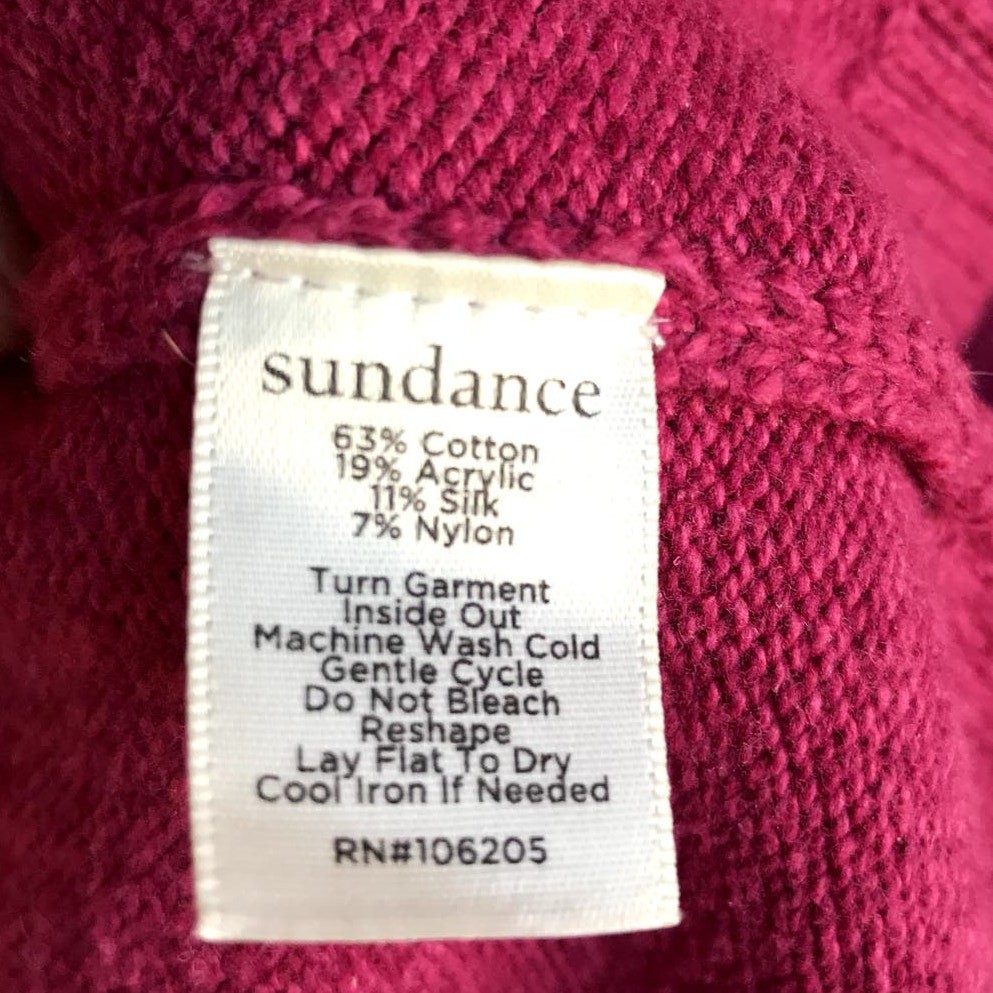 sundance
63% Cotton
19% Acrylic
11% Silk
7% Nylon
Turn Garment
Inside Out
Machine Wash Cold
Gentle Cycle
Do Not Bleach
Reshape
Lay Flat To Dry
Cool Iron If Needed
RN#106205